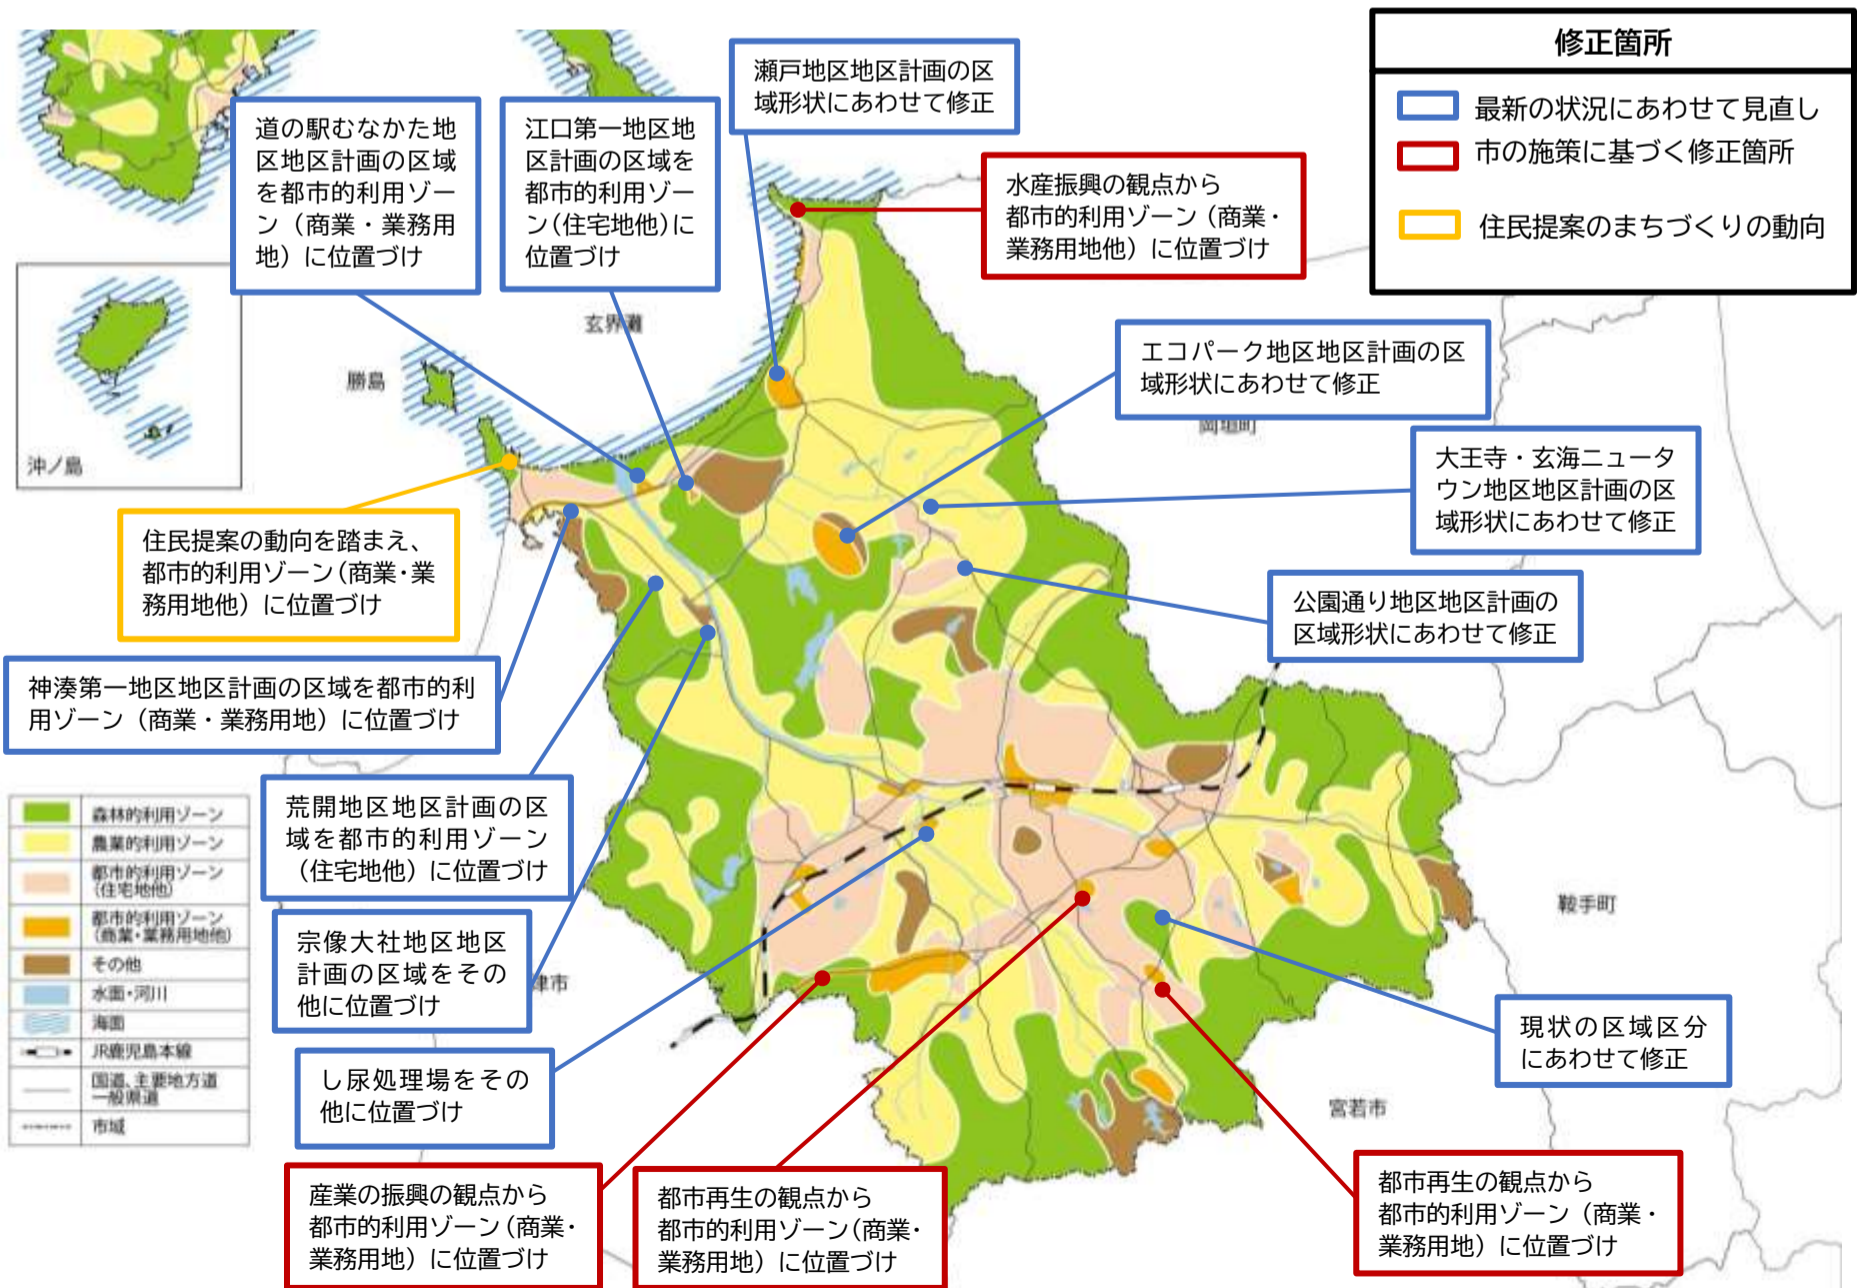 修正箇所
最新の状況にあわせて見直し
市の施策に基づく修正箇所
住民提案のまちづくりの動向
瀬戸地区地区計画の区
域形状にあわせて修正
道の駅むなかた地
区地区計画の区域
を都市的利用ゾー
ン（商業・業務用
地）に位置づけ
江口第一地区地
区計画の区域を
都市的利用ゾー
ン(住宅地他)に
位置づけ
水産振興の観点から
都市的利用ゾーン（商業・
業務用地他）に位置づけ
玄界灘
勝島
沖ノ島
エコパーク地区地区計画の区
域形状にあわせて修正
岡垣町
大王寺・玄海ニュータ
ウン地区地区計画の区
域形状にあわせて修正
住民提案の動向を踏まえ、
都市的利用ゾーン(商業・業
務用地他）に位置づけ
公園通り地区地区計画の
区域形状にあわせて修正
神湊第一地区地区計画の区域を都市的利
用ゾーン（商業・業務用地）に位置づけ
荒開地区地区計画の区
域を都市的利用ゾーン
（住宅地他）に位置づけ
宗像大社地区地区
計画の区域をその
他に位置づけ
津市
鞍手町
し尿処理場をその
他に位置づけ
現状の区域区分
にあわせて修正
宮若市
産業の振興の観点から
都市的利用ゾーン(商業・
業務用地）に位置づけ
都市再生の観点から
都市的利用ゾーン(商業・
業務用地）に位置づけ
都市再生の観点から
都市的利用ゾーン（商業・
業務用地）に位置づけ
森林的利用ゾーン
農業的利用ゾーン
都市的利用ゾーン
(住宅地他)
都市的利用ゾーン
(商業・業務用地他)
その他
水面・河川
海面
JR鹿児島本線
国道、主要地方道
一般県道
市域